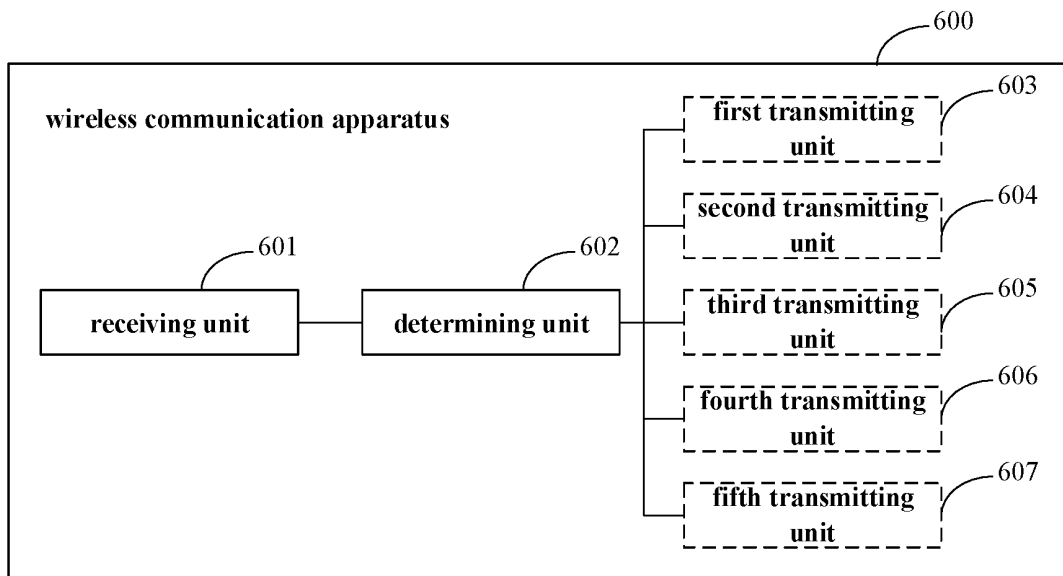 600
wireless communication apparatus
603
first transmitting
unit
604
second transmitting
unit
601
receiving unit
602
determining unit
605
third transmitting
unit
606
fourth transmitting
unit
607
fifth transmitting
unit